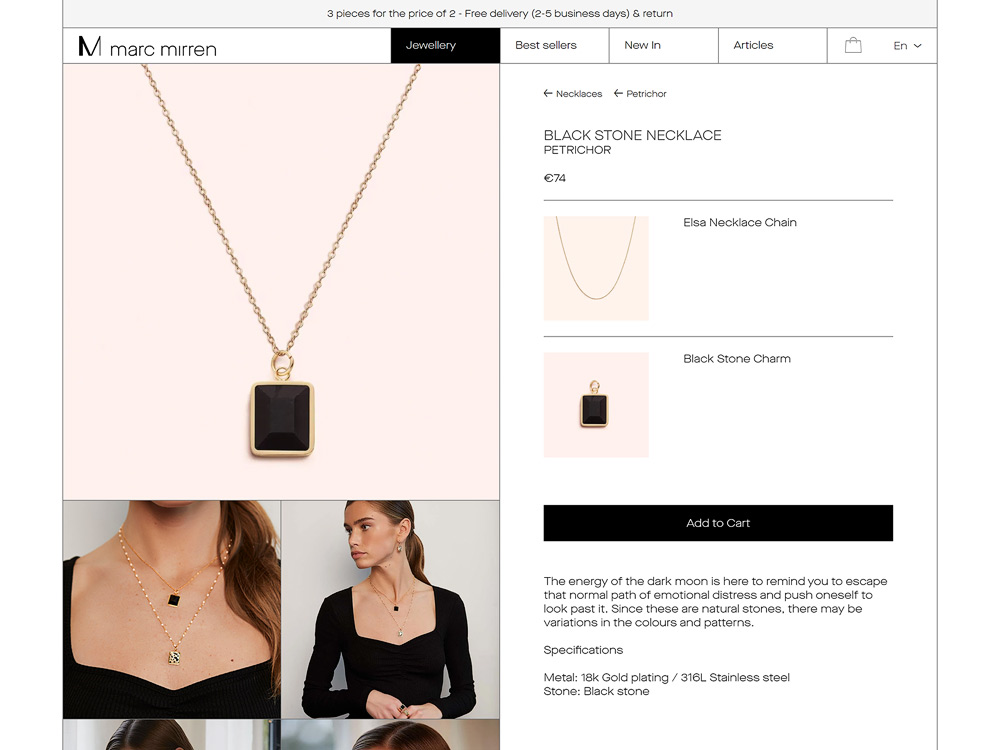 3 pieces for the price of 2 - Free delivery (2-5 business days) & return
M marc mirren
Jewellery
Best sellers
New In
Articles
En
← Necklaces ← Petrichor
BLACK STONE NECKLACE
PETRICHOR
€74
Elsa Necklace Chain
Black Stone Charm
Add to Cart
The energy of the dark moon is here to remind you to escape
that normal path of emotional distress and push oneself to
look past it. Since these are natural stones, there may be
variations in the colours and patterns.
Specifications
Metal: 18k Gold plating / 316L Stainless steel
Stone: Black stone